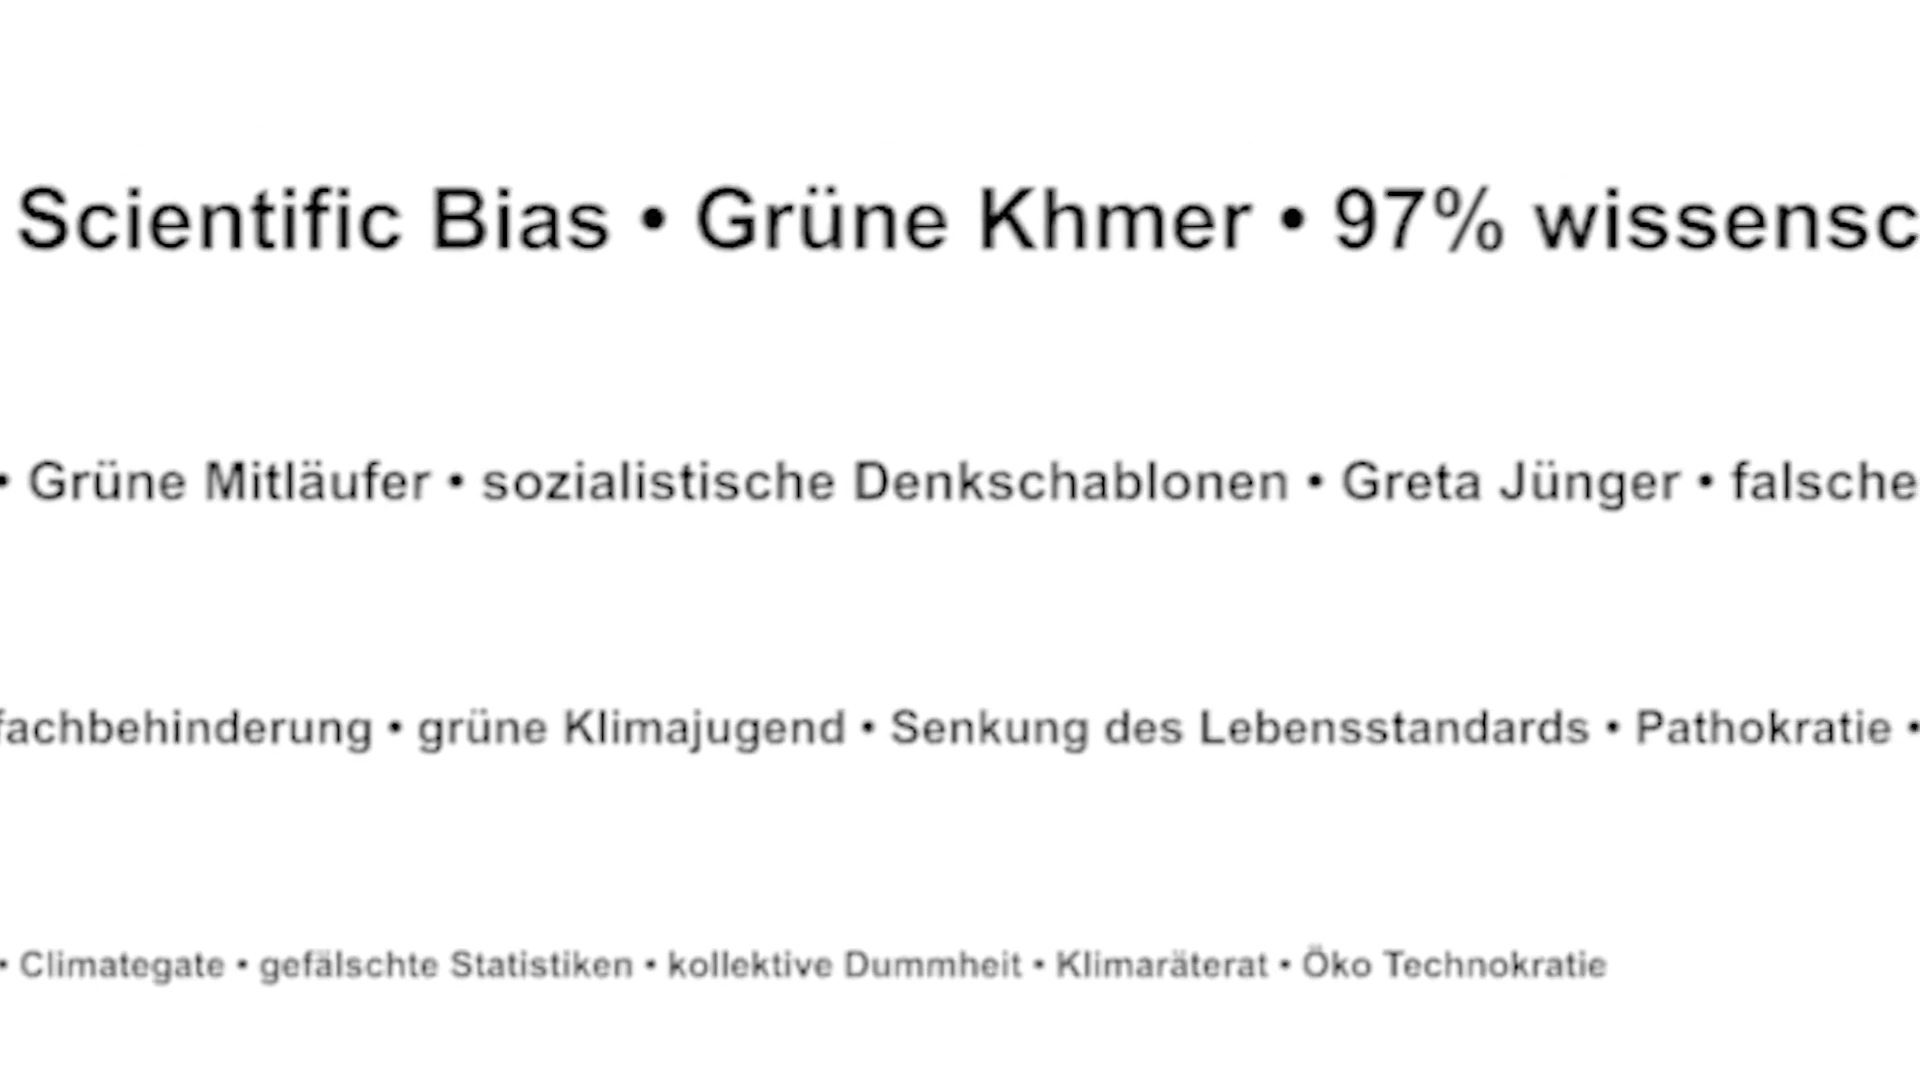 Scientific Bias • Grüne Khmer • 97% wissensc
• Grüne Mitläufer • sozialistische Denkschablonen • Greta Jünger • falsche
fachbehinderung • grüne Klimajugend • Senkung des Lebensstandards • Pathokratie •
• Climategate • gefälschte Statistiken • kollektive Dummheit • Klimaräterat • Öko Technokratie